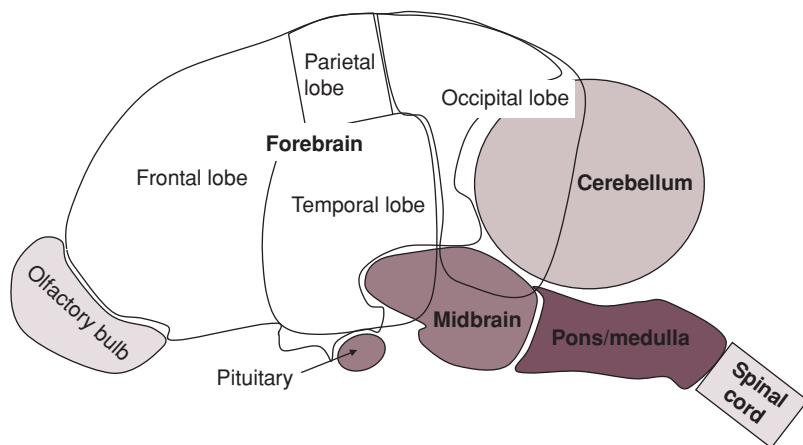 Parietal
lobe
Occipital lobe
Forebrain
Frontal lobe
Cerebellum
Temporal lobe
Olfactory bulb
Midbrain
Pons/medulla
Pituitary
Spinal
cord